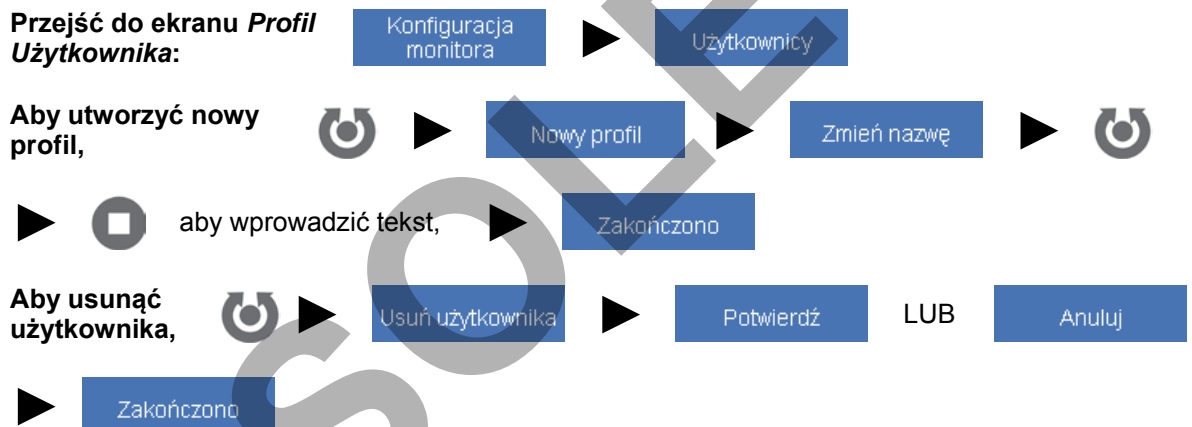 Przejść do ekranu Profil
Użytkownika:
Konfiguracja
monitora
Użytkownicy
Aby utworzyć nowy
profil,
Nowy profil
Zmień nazwę
aby wprowadzić tekst,
Zakończono
Aby usunąć
użytkownika,
Usuń użytkownika
Potwierdź
LUB
Anuluj
Zakończono